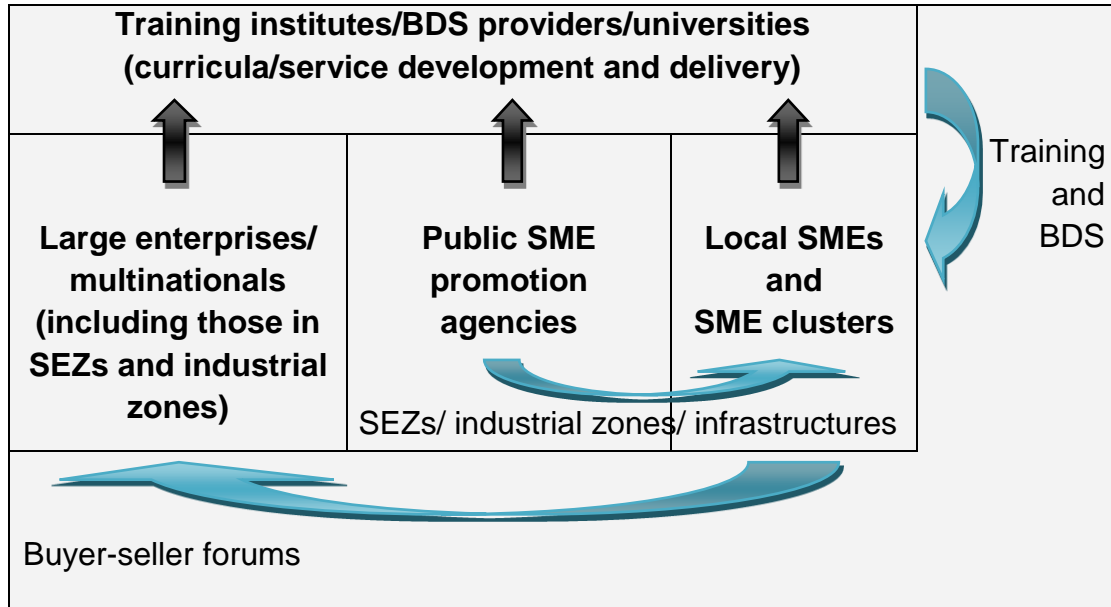 Training institutes/BDS providers/universities
(curricula/service development and delivery)
Training
and
BDS
Large enterprises/
multinationals
(including those in
SEZs and industrial
zones)
Public SME
promotion
agencies
Local SMEs
and
SME clusters
SEZs/ industrial zones/ infrastructures
Buyer-seller forums